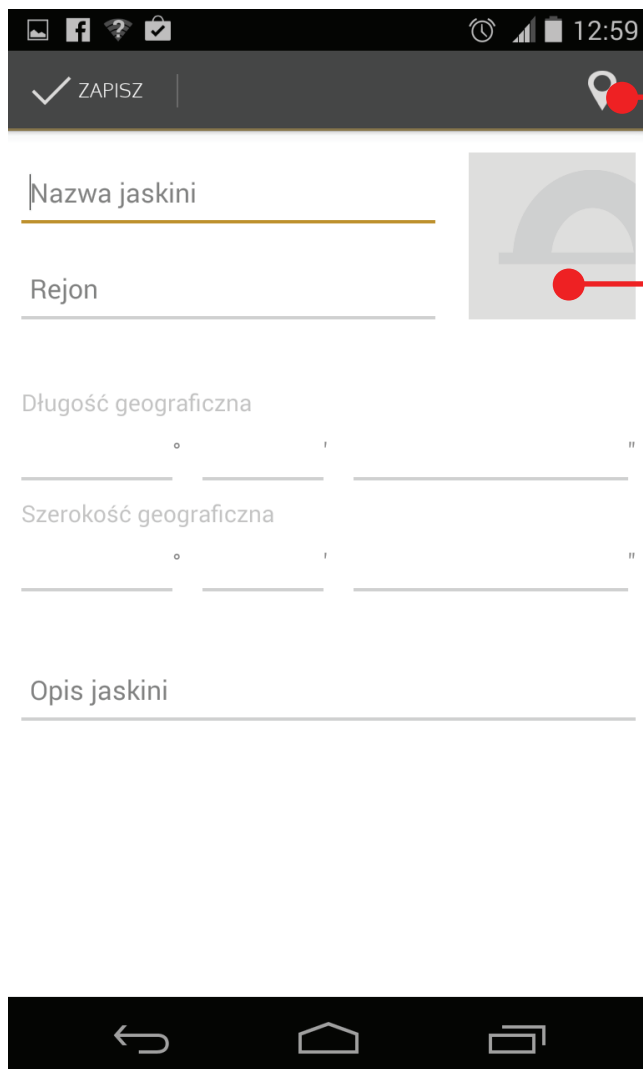 12:59
ZAPISZ
Nazwa jaskini
Rejon
Długość geograficzna
° ' "
Szerokość geograficzna
° ' "
Opis jaskini